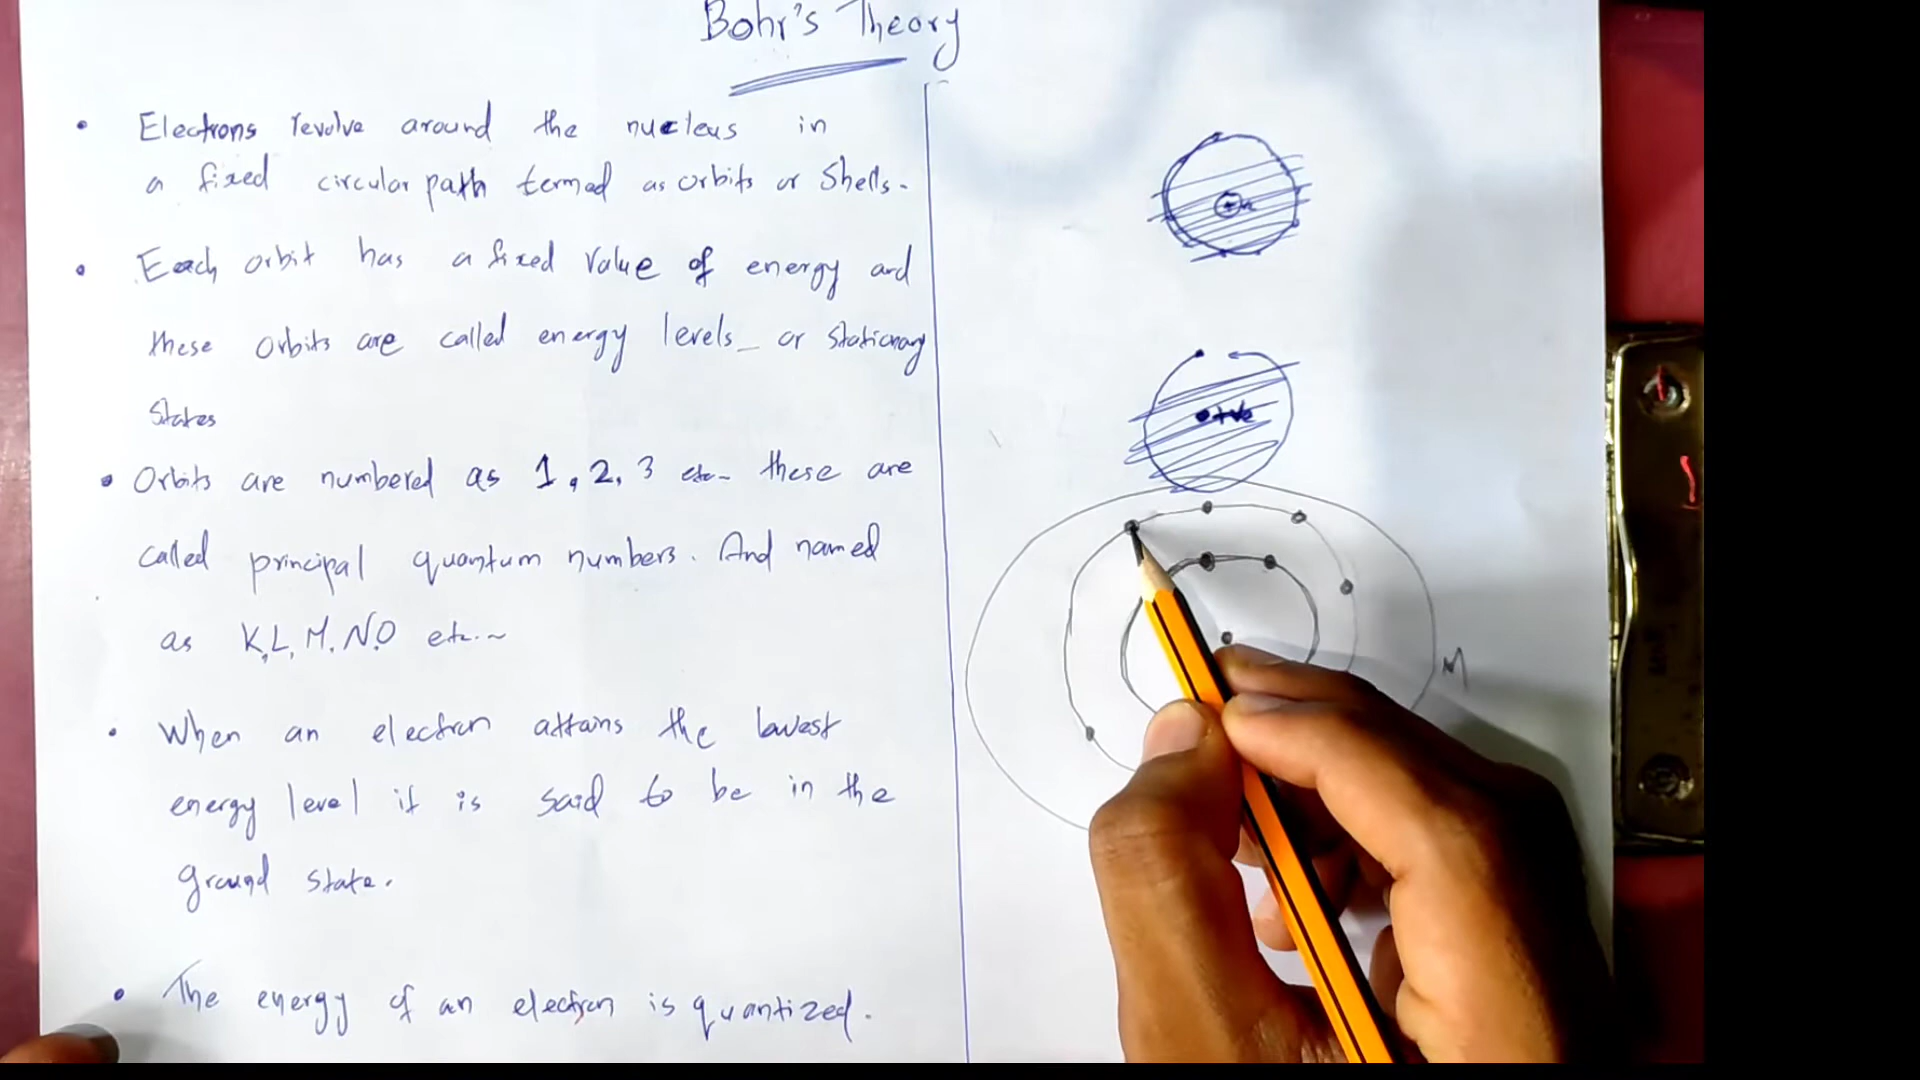 Bohr's Theory
• Electrons revolve around the nucleus in
a fixed circular path termed as orbits or Shells.
• Each orbit has a fixed value of energy and
these orbits are called energy levels or stationary
states
• Orbits are numbered as 1, 2, 3 etc. these are
called principal quantum numbers. And named
as K, L, M, N, O etc.
• When an electron attains the lowest
energy level it is said to be in the
ground state.
• The energy of an electron is quantized.
+ve
M